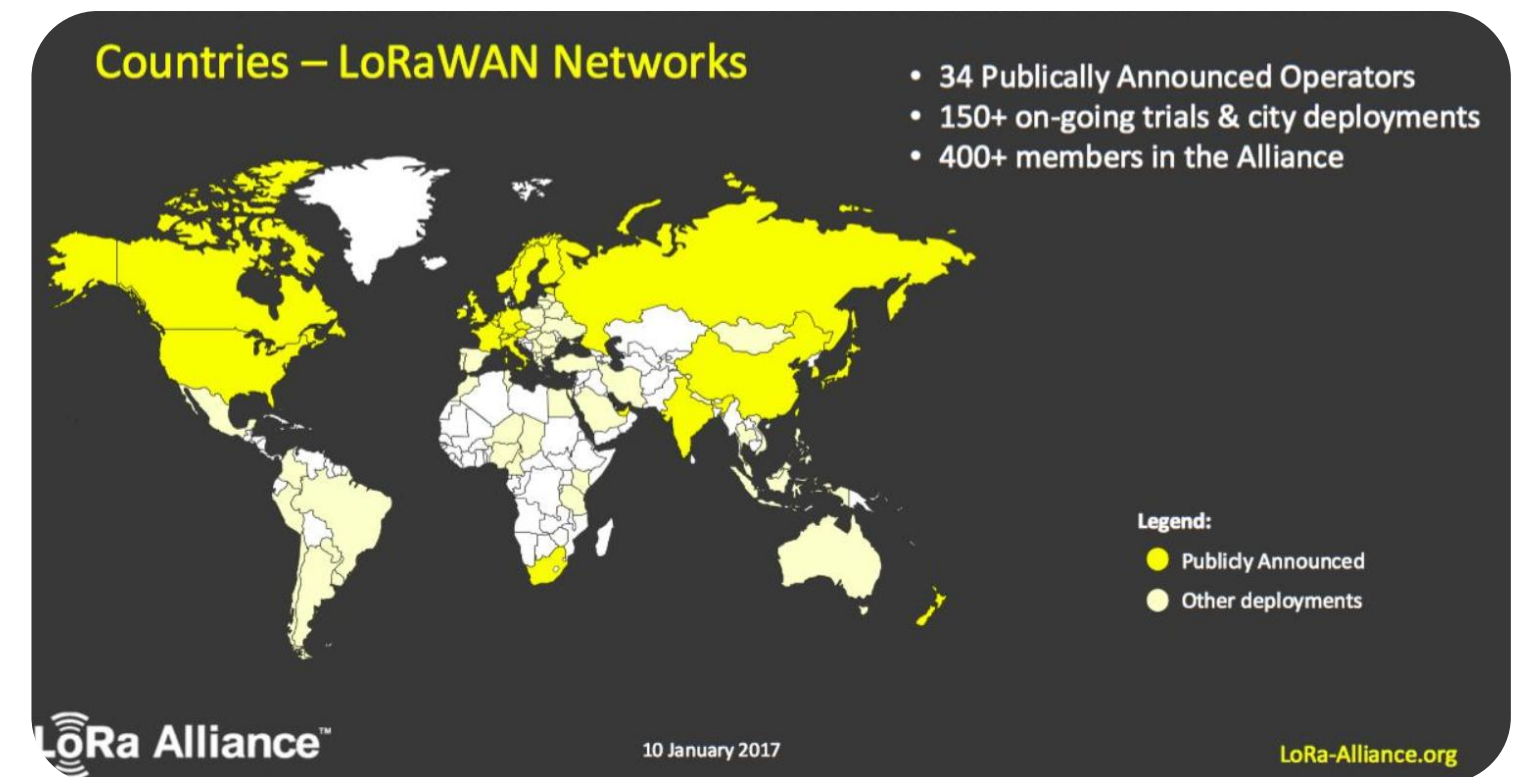 Countries – LoRaWAN Networks
• 34 Publically Announced Operators
• 150+ on-going trials & city deployments
• 400+ members in the Alliance
Legend:
Publicly Announced
Other deployments
LoRa Alliance™
10 January 2017
LoRa-Alliance.org